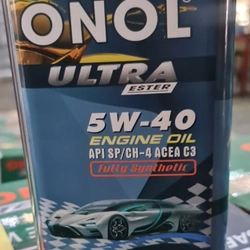 ONOL®
ULTRA
ESTER
5W-40
ENGINE OIL
API SP/CH-4 ACEA C3
Fully Synthetic